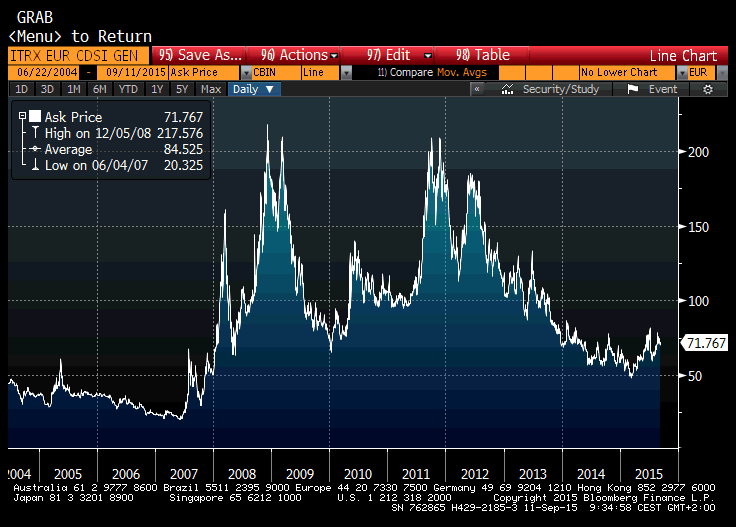 GRAB
<Menu> to Return
ITRX EUR CDSI GEN 95) Save As... 96) Actions 97) Edit 98) Table Line Chart
06/22/2004 - 09/11/2015 Ask Price CBIN Line 11) Compare Mov. Avgs No Lower Chart EUR
1D 3D 1M 6M YTD 1Y 5Y Max Daily ▼ « Security/Study Event
Ask Price 71.767
High on 12/05/08 217.576
Average 84.525
Low on 06/04/07 20.325
200
150
100
71.767
50
2004 2005 2006 2007 2008 2009 2010 2011 2012 2013 2014 2015
Australia 61 2 9777 8600 Brazil 5511 2395 9000 Europe 44 20 7330 7500 Germany 49 69 9204 1210 Hong Kong 852 2977 6000
Japan 81 3 3201 8900 Singapore 65 6212 1000 U.S. 1 212 318 2000 Copyright 2015 Bloomberg Finance L.P.
SN 762865 H429-2185-3 11-Sep-15 9:34:58 CEST GMT+2:00